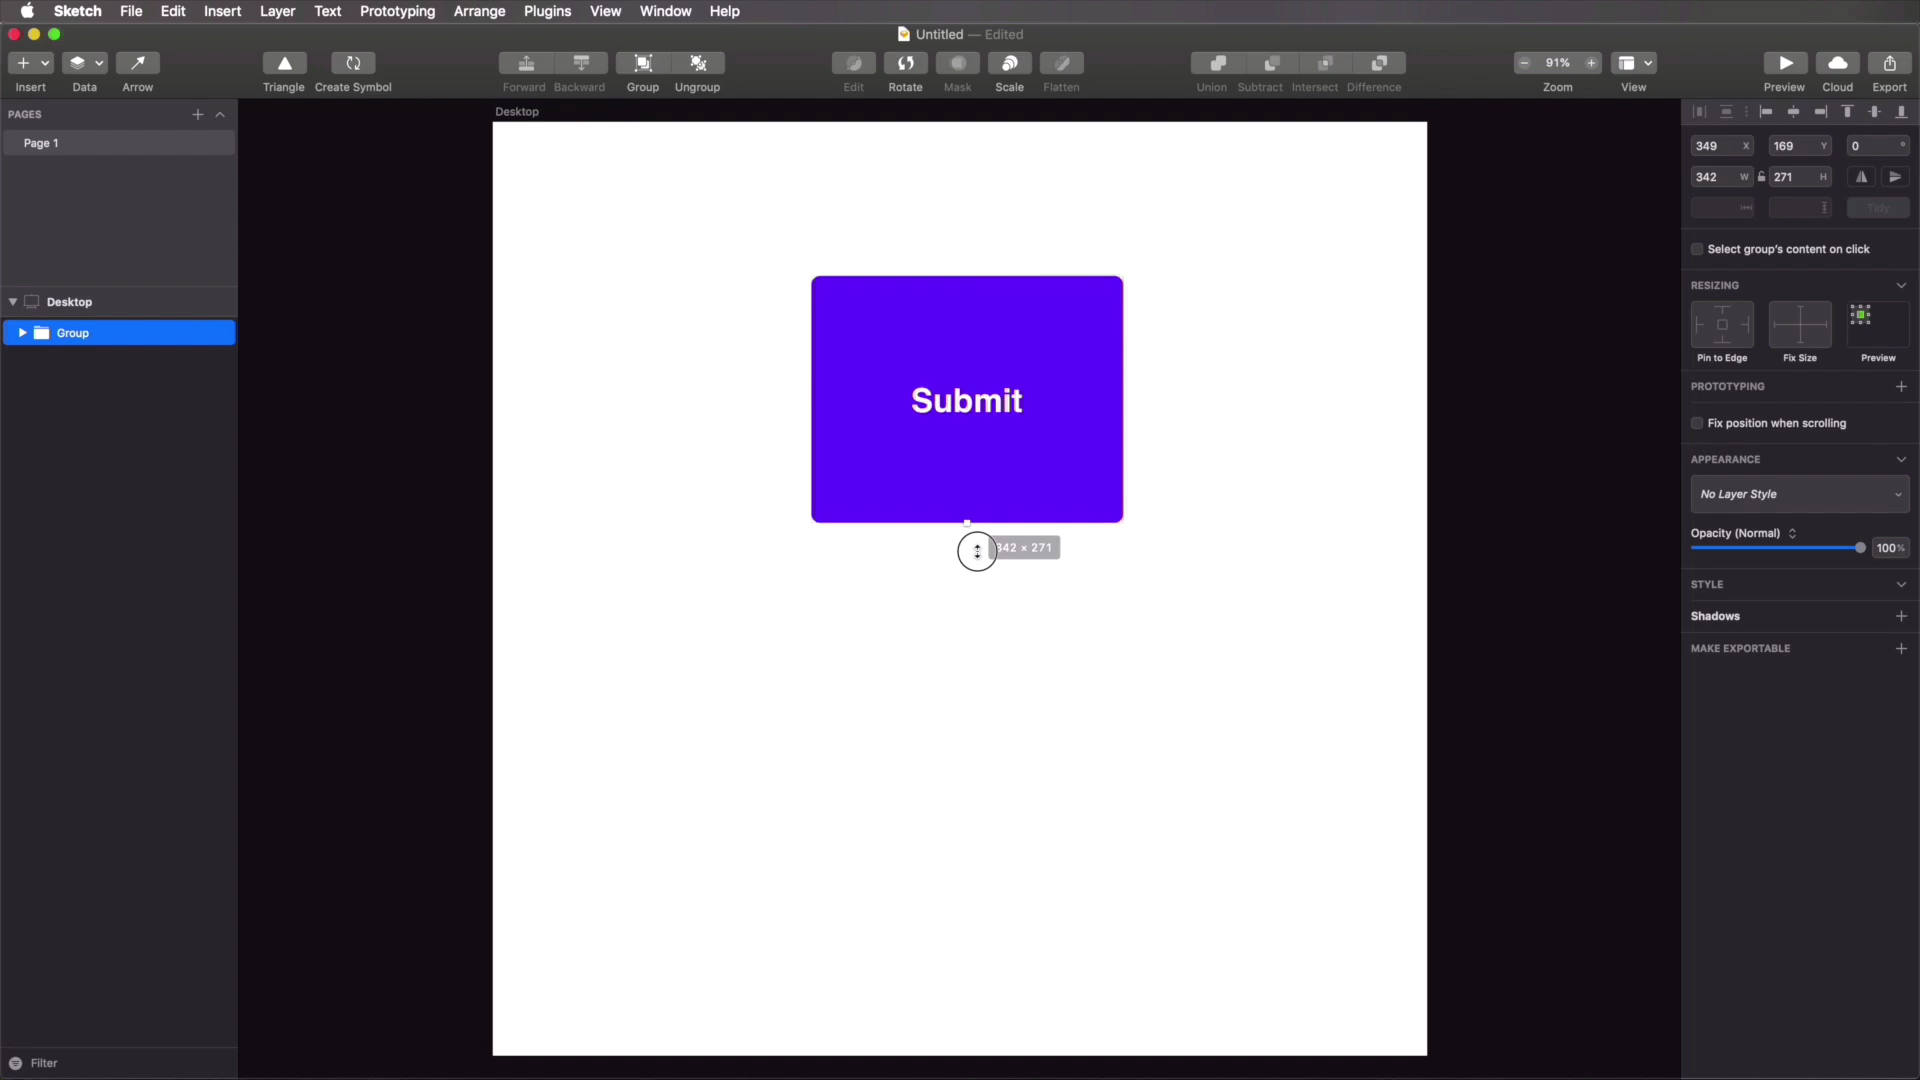 Sketch File Edit Insert Layer Text Prototyping Arrange Plugins View Window Help
Untitled — Edited
91%
Insert Data Arrow Triangle Create Symbol Forward Backward Group Ungroup Edit Rotate Mask Scale Flatten Union Subtract Intersect Difference Zoom View Preview Cloud Export
PAGES
Page 1
Desktop
Group
Filter
Desktop
Submit
342 × 271
349 X 169 Y 0 °
342 W 271 H
Tidy
Select group's content on click
RESIZING
Pin to Edge Fix Size Preview
PROTOTYPING
Fix position when scrolling
APPEARANCE
No Layer Style
Opacity (Normal)
100%
STYLE
Shadows
MAKE EXPORTABLE